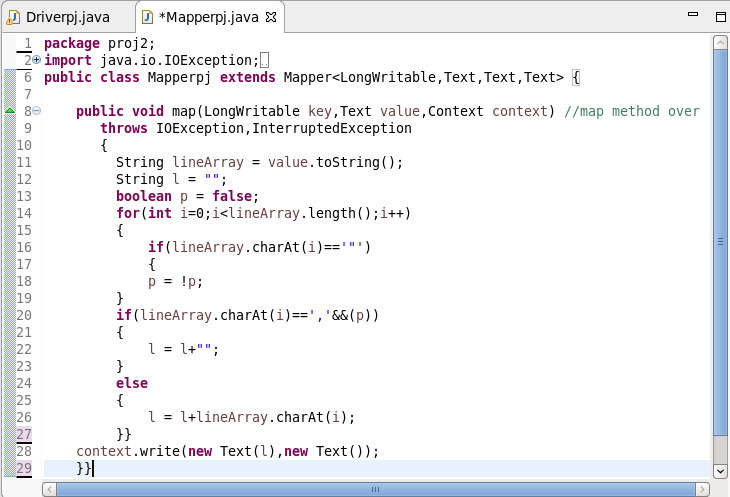 Driverpj.java *Mapperpj.java
1 package proj2;
2 import java.io.IOException;
6 public class Mapperpj extends Mapper<LongWritable,Text,Text,Text> {
7
8 public void map(LongWritable key,Text value,Context context) //map method over
9 throws IOException,InterruptedException
10 {
11 String lineArray = value.toString();
12 String l = "";
13 boolean p = false;
14 for(int i=0;i<lineArray.length();i++)
15 {
16 if(lineArray.charAt(i)=='"')
17 {
18 p = !p;
19 }
20 if(lineArray.charAt(i)==','&&(p))
21 {
22 l = l+"";
23 }
24 else
25 {
26 l = l+lineArray.charAt(i);
27 }}
28 context.write(new Text(l),new Text());
29 }}